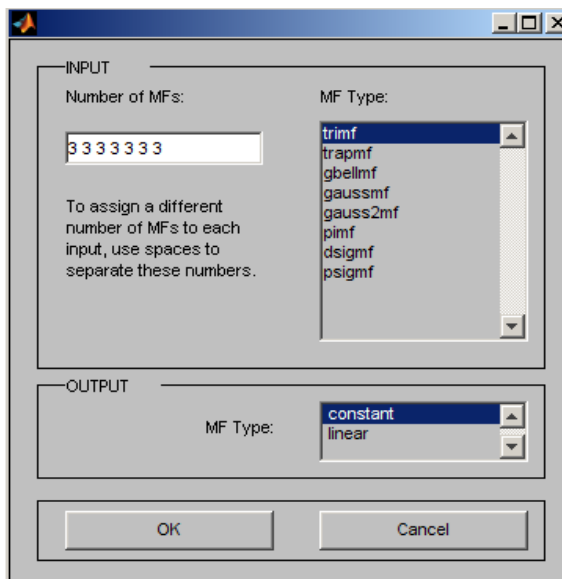 INPUT
Number of MFs:
3 3 3 3 3 3 3
To assign a different
number of MFs to each
input, use spaces to
separate these numbers.
MF Type:
trimf
trapmf
gbellmf
gaussmf
gauss2mf
pimf
dsigmf
psigmf
OUTPUT
MF Type:
constant
linear
OK
Cancel